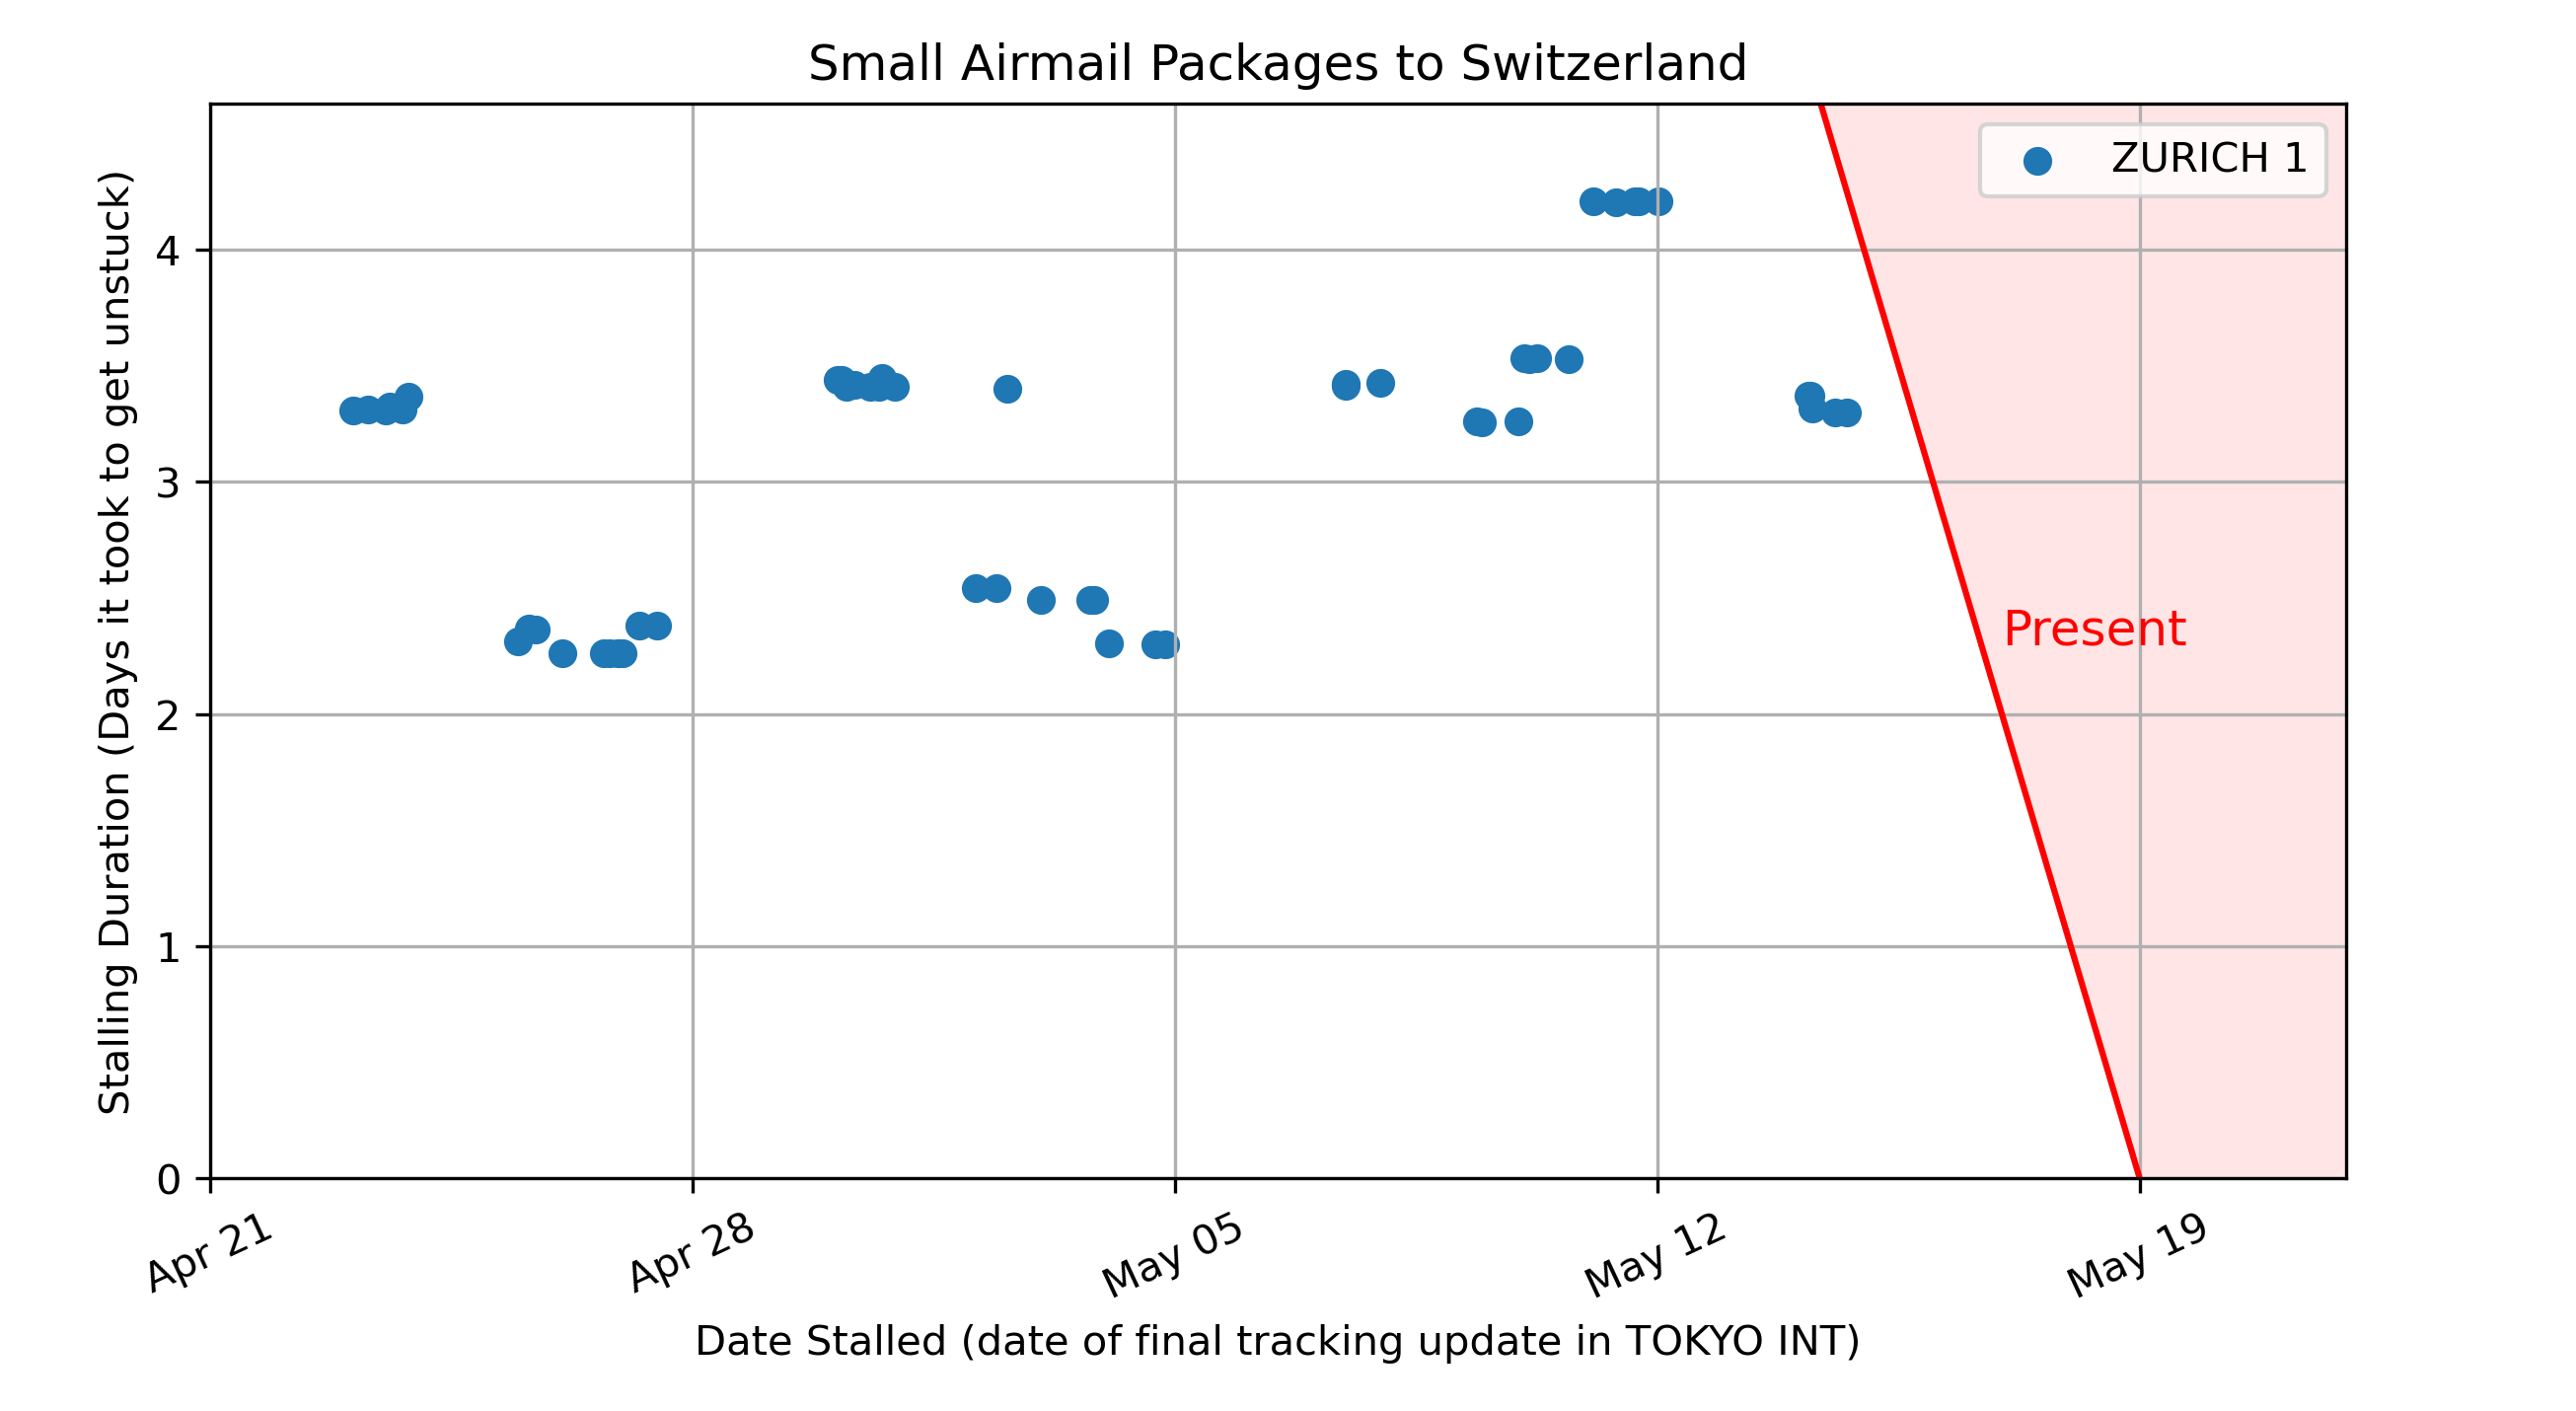 Small Airmail Packages to Switzerland
ZURICH 1
Stalling Duration (Days it took to get unstuck)
4
3
2
1
0
Present
Apr 21
Apr 28
May 05
May 12
May 19
Date Stalled (date of final tracking update in TOKYO INT)